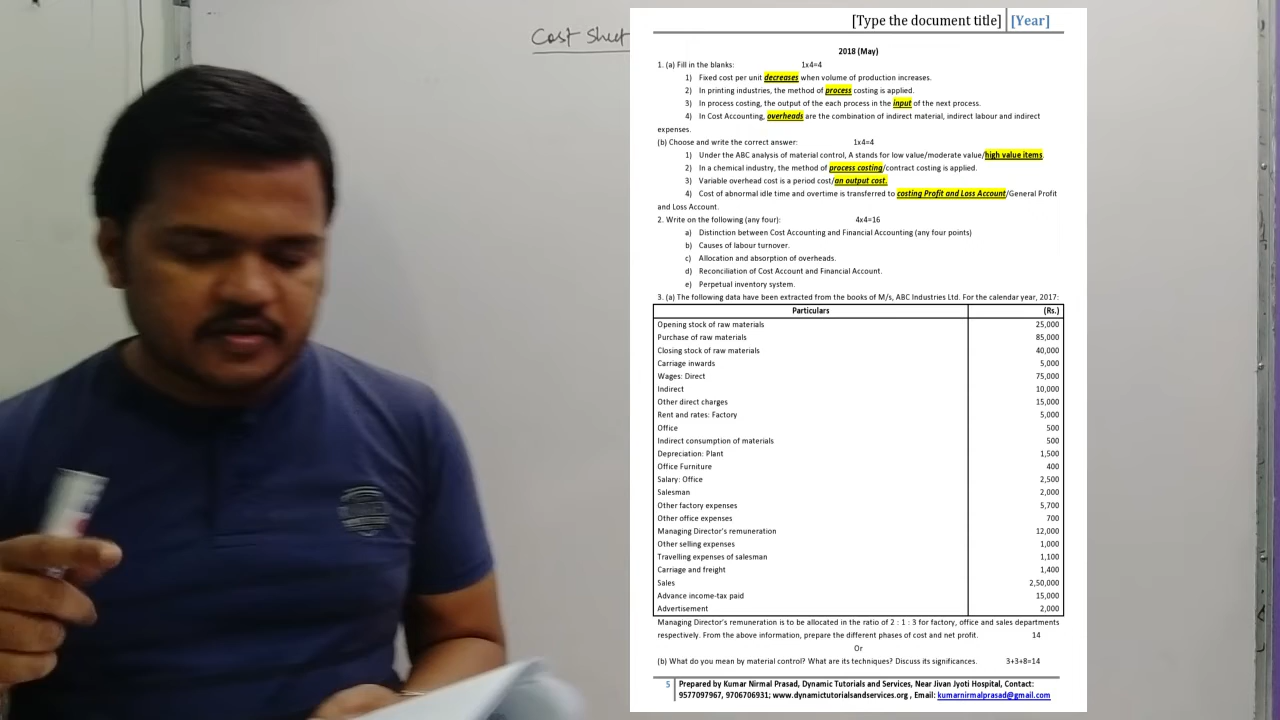 Cost Sheet
[Type the document title] [Year]
2018 (May)
1. (a) Fill in the blanks: 1x4=4
1) Fixed cost per unit decreases when volume of production increases.
2) In printing industries, the method of process costing is applied.
3) In process costing, the output of the each process in the input of the next process.
4) In Cost Accounting, overheads are the combination of indirect material, indirect labour and indirect
expenses.
(b) Choose and write the correct answer: 1x4=4
1) Under the ABC analysis of material control, A stands for low value/moderate value/high value items.
2) In a chemical industry, the method of process costing/contract costing is applied.
3) Variable overhead cost is a period cost/an output cost.
4) Cost of abnormal idle time and overtime is transferred to costing Profit and Loss Account/General Profit
and Loss Account.
2. Write on the following (any four): 4x4=16
a) Distinction between Cost Accounting and Financial Accounting (any four points)
b) Causes of labour turnover.
c) Allocation and absorption of overheads.
d) Reconciliation of Cost Account and Financial Account.
e) Perpetual inventory system.
3. (a) The following data have been extracted from the books of M/s, ABC Industries Ltd. For the calendar year, 2017:
Particulars (Rs.)
Opening stock of raw materials 25,000
Purchase of raw materials 85,000
Closing stock of raw materials 40,000
Carriage inwards 5,000
Wages: Direct 75,000
Indirect 10,000
Other direct charges 15,000
Rent and rates: Factory 5,000
Office 500
Indirect consumption of materials 500
Depreciation: Plant 1,500
Office Furniture 400
Salary: Office 2,500
Salesman 2,000
Other factory expenses 5,700
Other office expenses 700
Managing Director's remuneration 12,000
Other selling expenses 1,000
Travelling expenses of salesman 1,100
Carriage and freight 1,400
Sales 2,50,000
Advance income-tax paid 15,000
Advertisement 2,000
Managing Director's remuneration is to be allocated in the ratio of 2 : 1 : 3 for factory, office and sales departments
respectively. From the above information, prepare the different phases of cost and net profit. 14
Or
(b) What do you mean by material control? What are its techniques? Discuss its significances. 3+3+8=14
5 Prepared by Kumar Nirmal Prasad, Dynamic Tutorials and Services, Near Jivan Jyoti Hospital, Contact:
9577097967, 9706706931; www.dynamictutorialsandservices.org , Email: kumarnirmalprasad@gmail.com